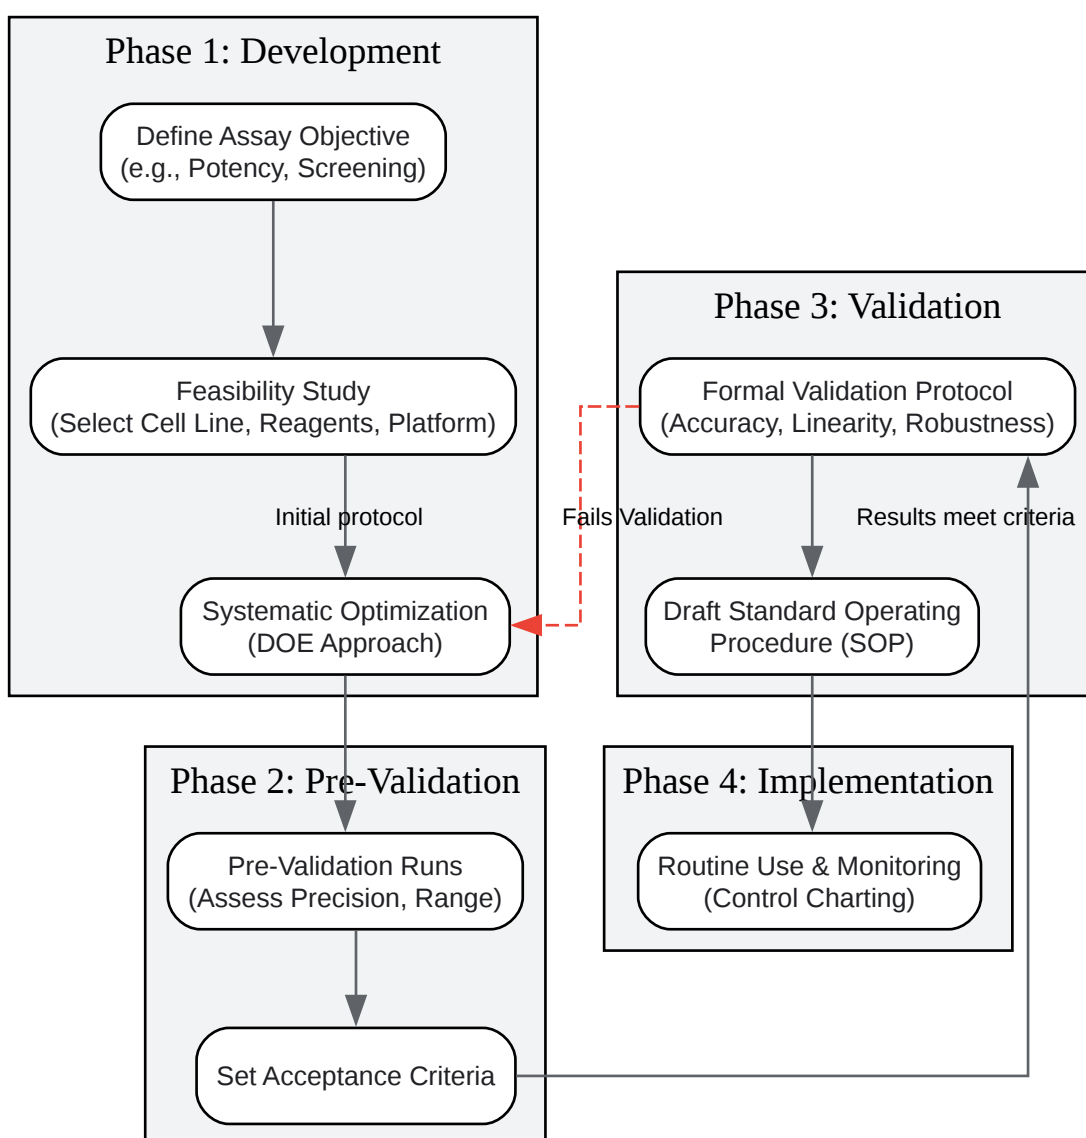 Phase 1: Development
Define Assay Objective
(e.g., Potency, Screening)
Feasibility Study
(Select Cell Line, Reagents, Platform)
Initial protocol
Systematic Optimization
(DOE Approach)
Phase 2: Pre-Validation
Pre-Validation Runs
(Assess Precision, Range)
Set Acceptance Criteria
Phase 3: Validation
Formal Validation Protocol
(Accuracy, Linearity, Robustness)
Fails Validation
Results meet criteria
Draft Standard Operating
Procedure (SOP)
Phase 4: Implementation
Routine Use & Monitoring
(Control Charting)